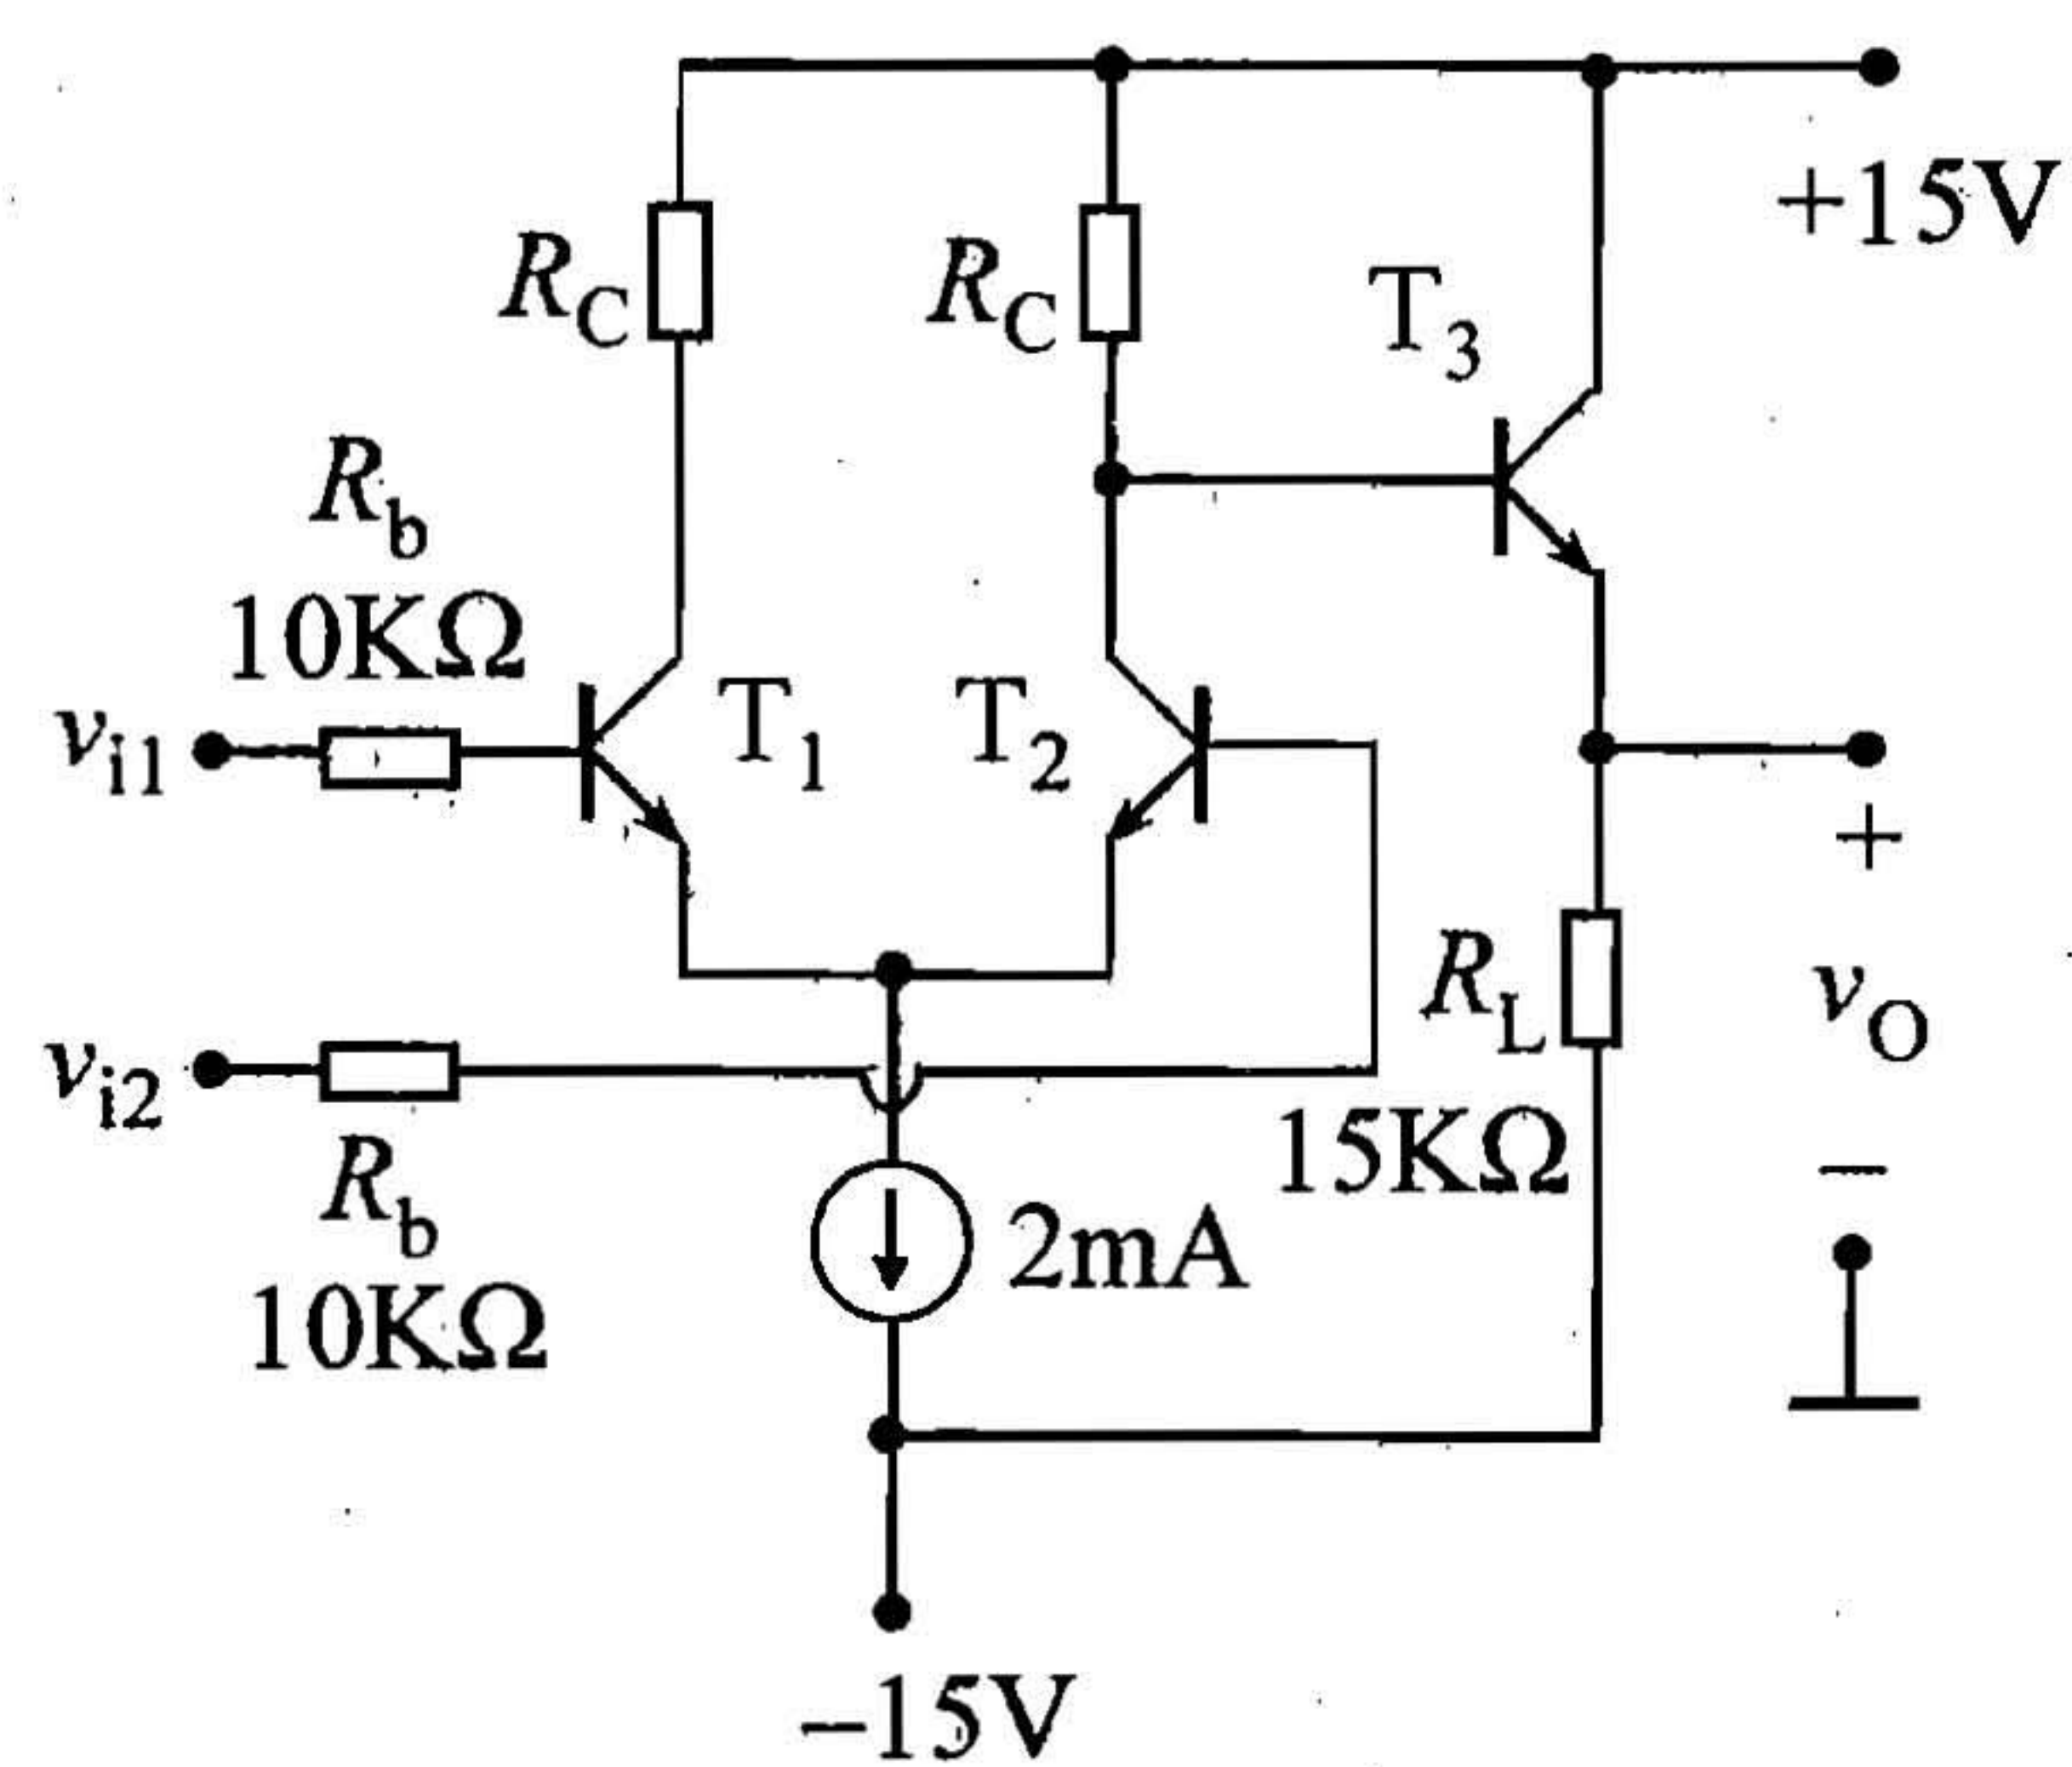 +15V
R_C
R_C
T_3
R_b
10KΩ
v_i1
T_1
T_2
+
R_L
v_O
v_i2
15KΩ
−
R_b
2mA
10KΩ
−15V